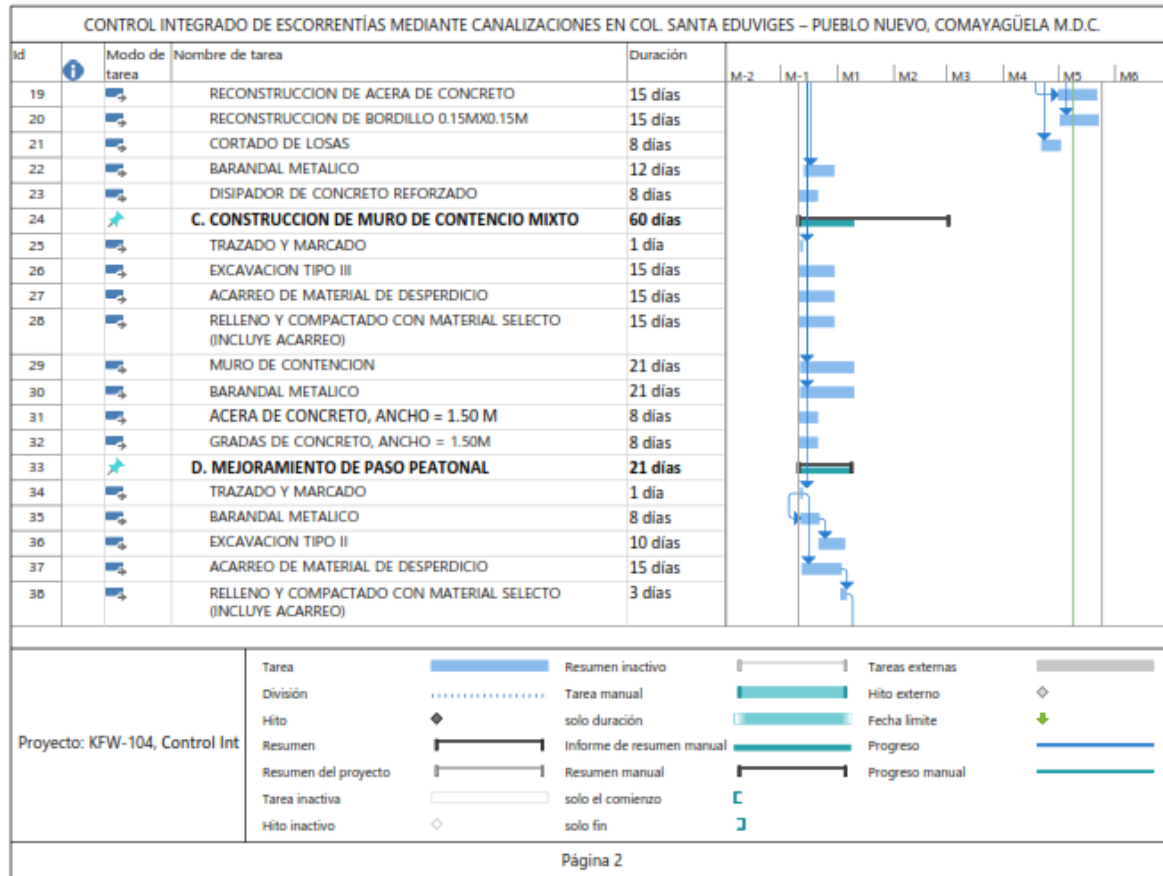 CONTROL INTEGRADO DE ESCORRENTÍAS MEDIANTE CANALIZACIONES EN COL. SANTA EDUVIGES – PUEBLO NUEVO, COMAYAGÜELA M.D.C.
Id Modo de tarea Nombre de tarea Duración
M-2 M-1 M1 M2 M3 M4 M5 M6
19 RECONSTRUCCION DE ACERA DE CONCRETO 15 días
20 RECONSTRUCCION DE BORDILLO 0.15MX0.15M 15 días
21 CORTADO DE LOSAS 8 días
22 BARANDAL METALICO 12 días
23 DISIPADOR DE CONCRETO REFORZADO 8 días
24 C. CONSTRUCCION DE MURO DE CONTENCIO MIXTO 60 días
25 TRAZADO Y MARCADO 1 día
26 EXCAVACION TIPO III 15 días
27 ACARREO DE MATERIAL DE DESPERDICIO 15 días
28 RELLENO Y COMPACTADO CON MATERIAL SELECTO 15 días
(INCLUYE ACARREO)
29 MURO DE CONTENCION 21 días
30 BARANDAL METALICO 21 días
31 ACERA DE CONCRETO, ANCHO = 1.50 M 8 días
32 GRADAS DE CONCRETO, ANCHO = 1.50M 8 días
33 D. MEJORAMIENTO DE PASO PEATONAL 21 días
34 TRAZADO Y MARCADO 1 día
35 BARANDAL METALICO 8 días
36 EXCAVACION TIPO II 10 días
37 ACARREO DE MATERIAL DE DESPERDICIO 15 días
38 RELLENO Y COMPACTADO CON MATERIAL SELECTO 3 días
(INCLUYE ACARREO)
Proyecto: KFW-104, Control Int
Tarea Resumen inactivo Tareas externas
División Tarea manual Hito externo
Hito solo duración Fecha límite
Resumen Informe de resumen manual Progreso
Resumen del proyecto Resumen manual Progreso manual
Tarea inactiva solo el comienzo
Hito inactivo solo fin
Página 2